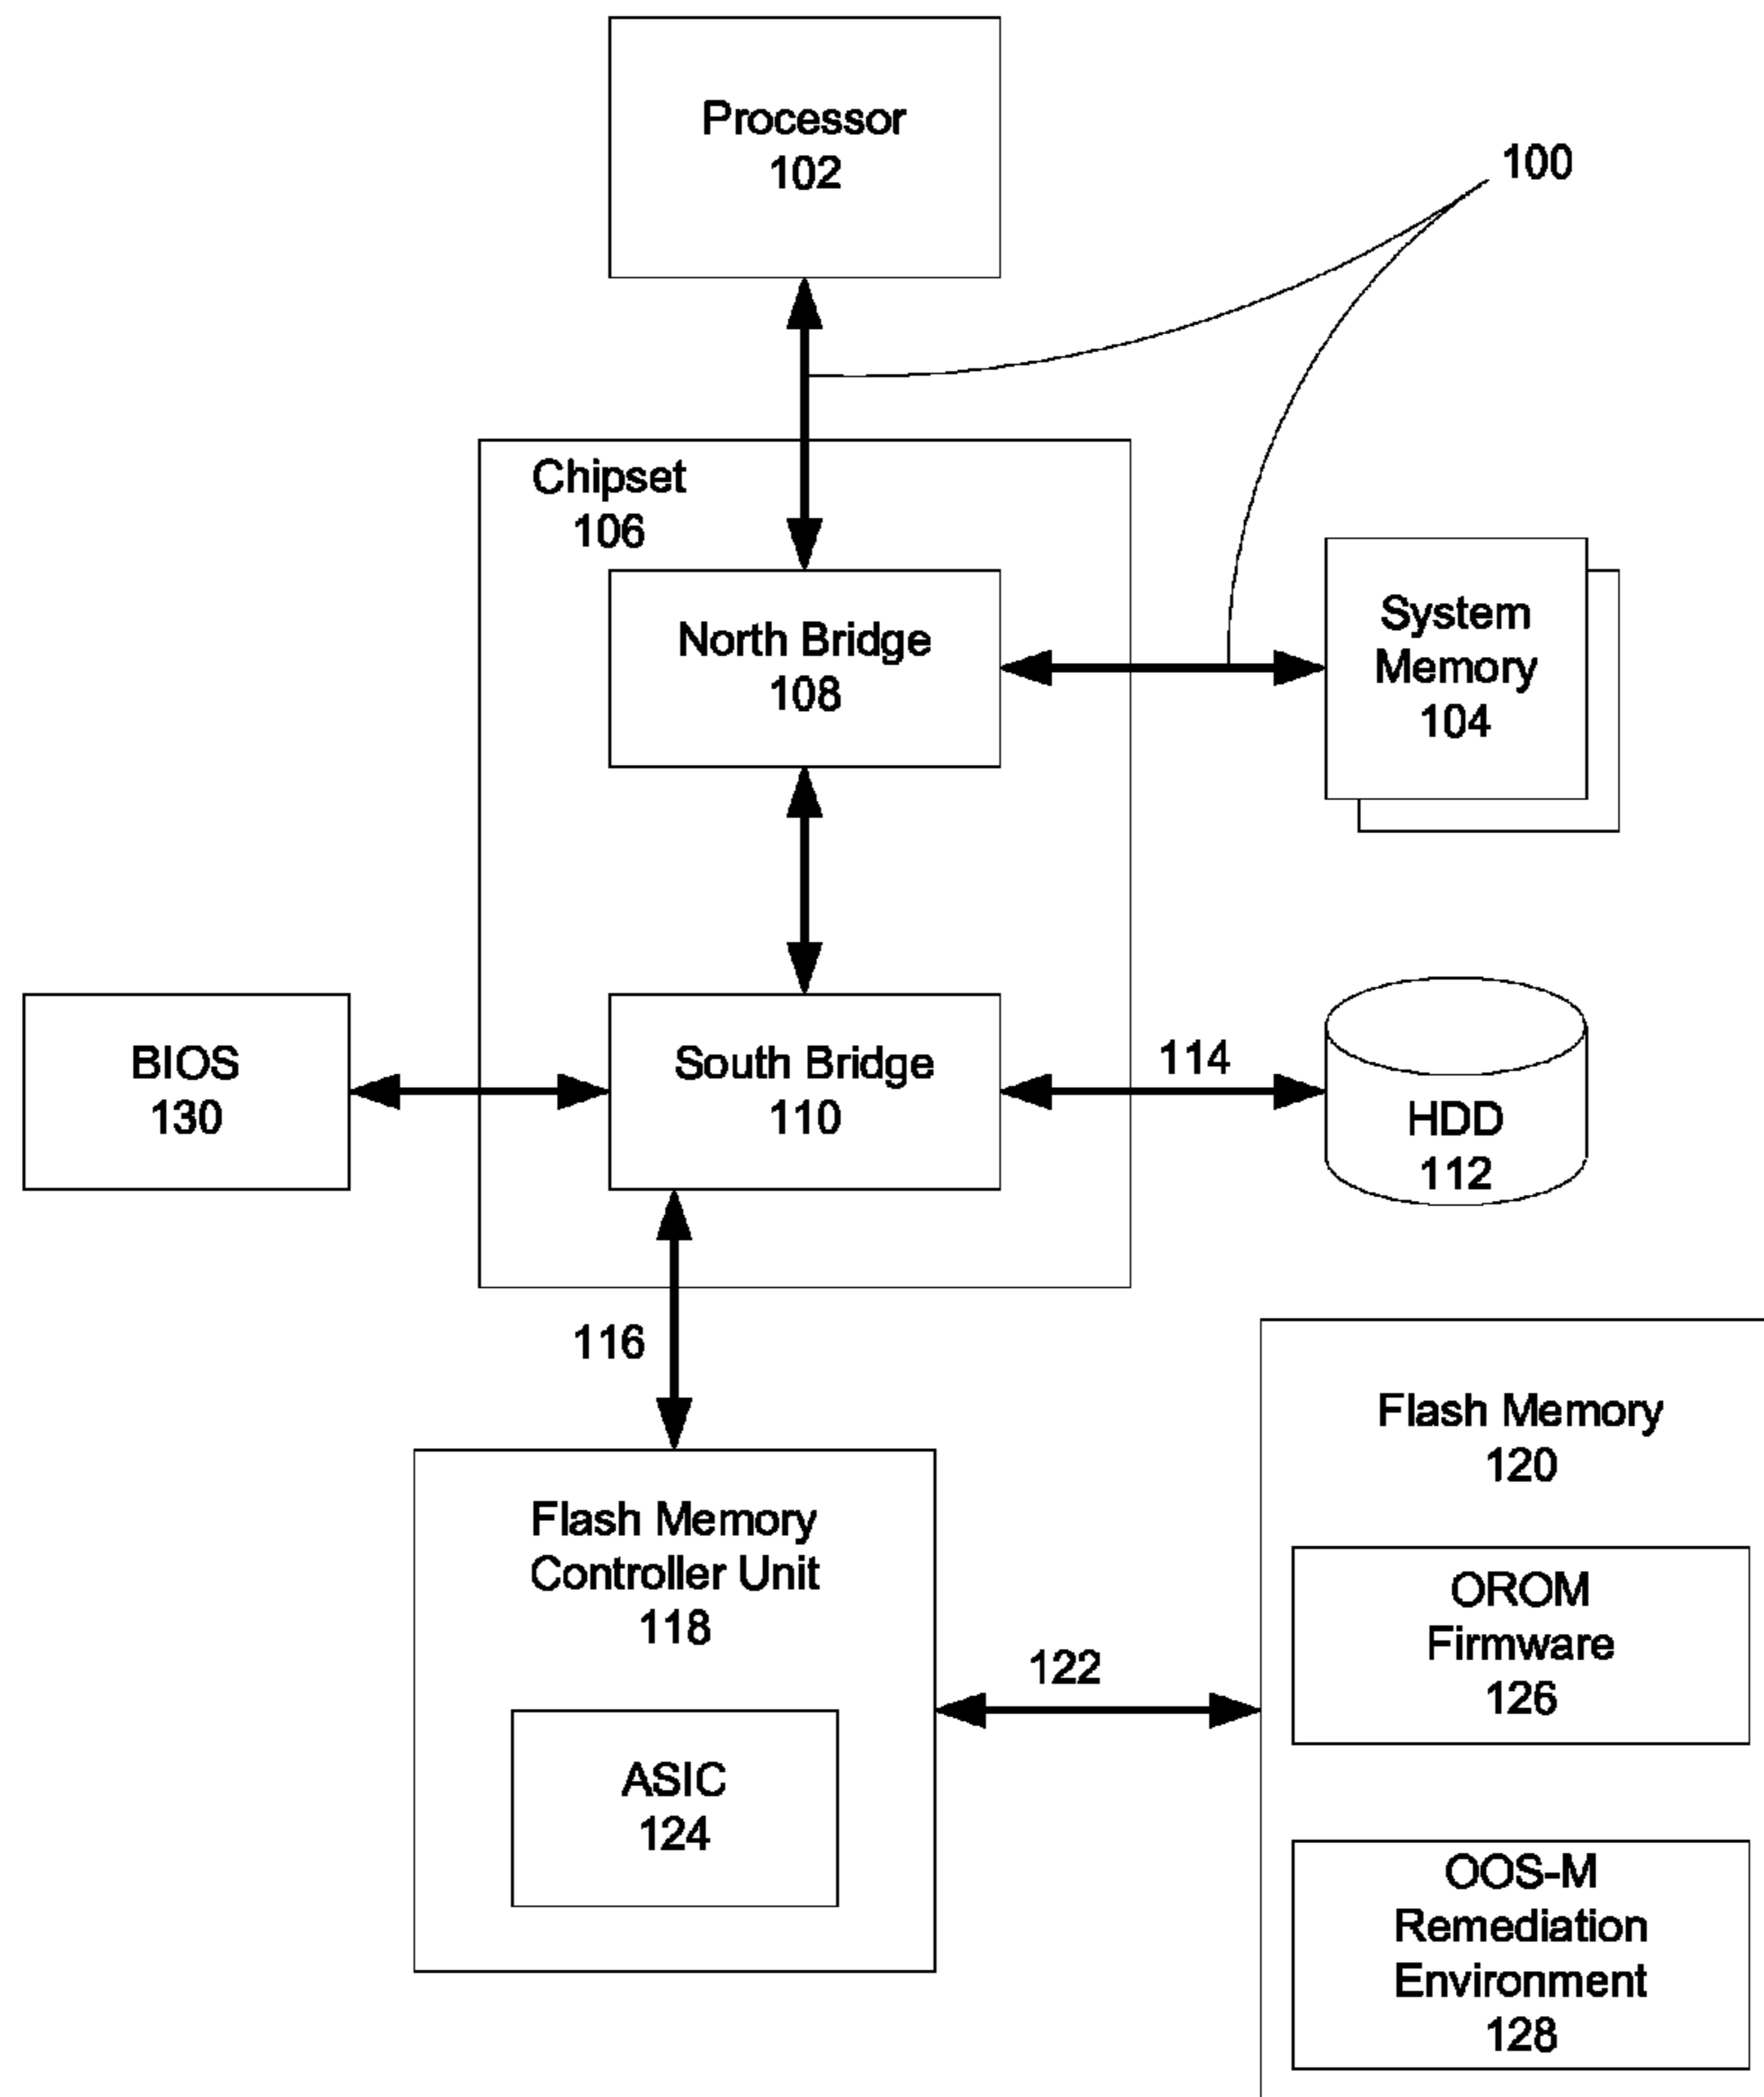 Processor
102
100
Chipset
106
North Bridge
108
System
Memory
104
BIOS
130
South Bridge
110
114
HDD
112
116
Flash Memory
120
Flash Memory
Controller Unit
118
OROM
Firmware
126
122
ASIC
124
OOS-M
Remediation
Environment
128